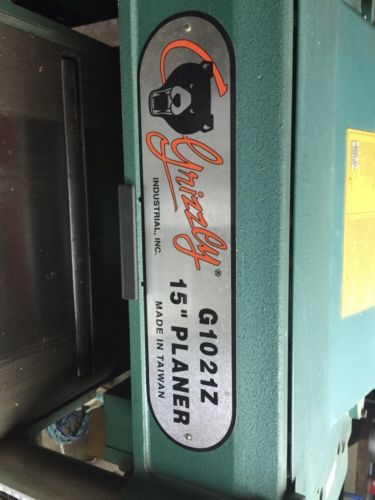 Grizzly®
INDUSTRIAL, INC.
G1021Z
15" PLANER
MADE IN TAIWAN